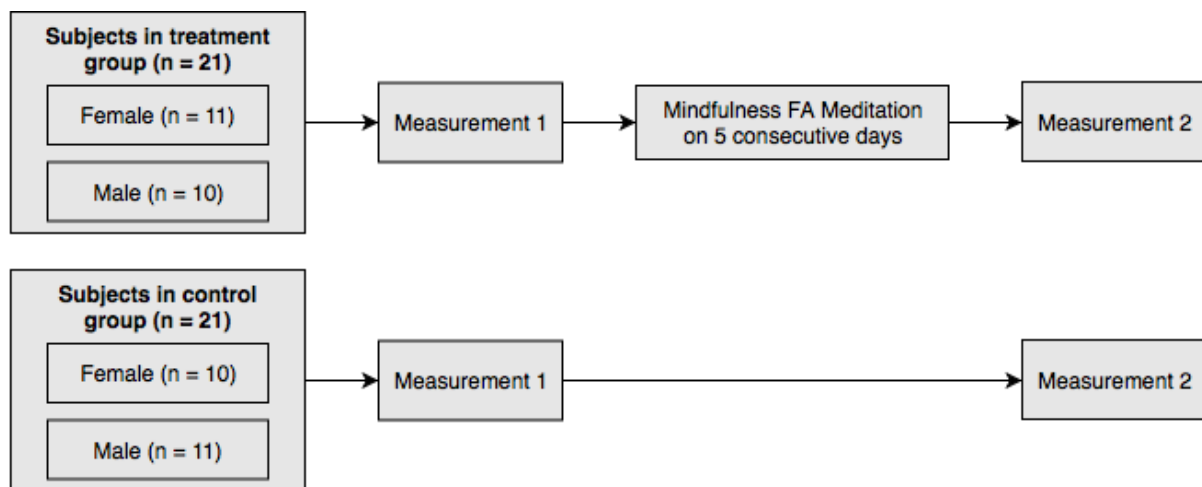 Subjects in treatment
group (n = 21)
Female (n = 11)
Male (n = 10)
Measurement 1
Mindfulness FA Meditation
on 5 consecutive days
Measurement 2
Subjects in control
group (n = 21)
Female (n = 10)
Male (n = 11)
Measurement 1
Measurement 2